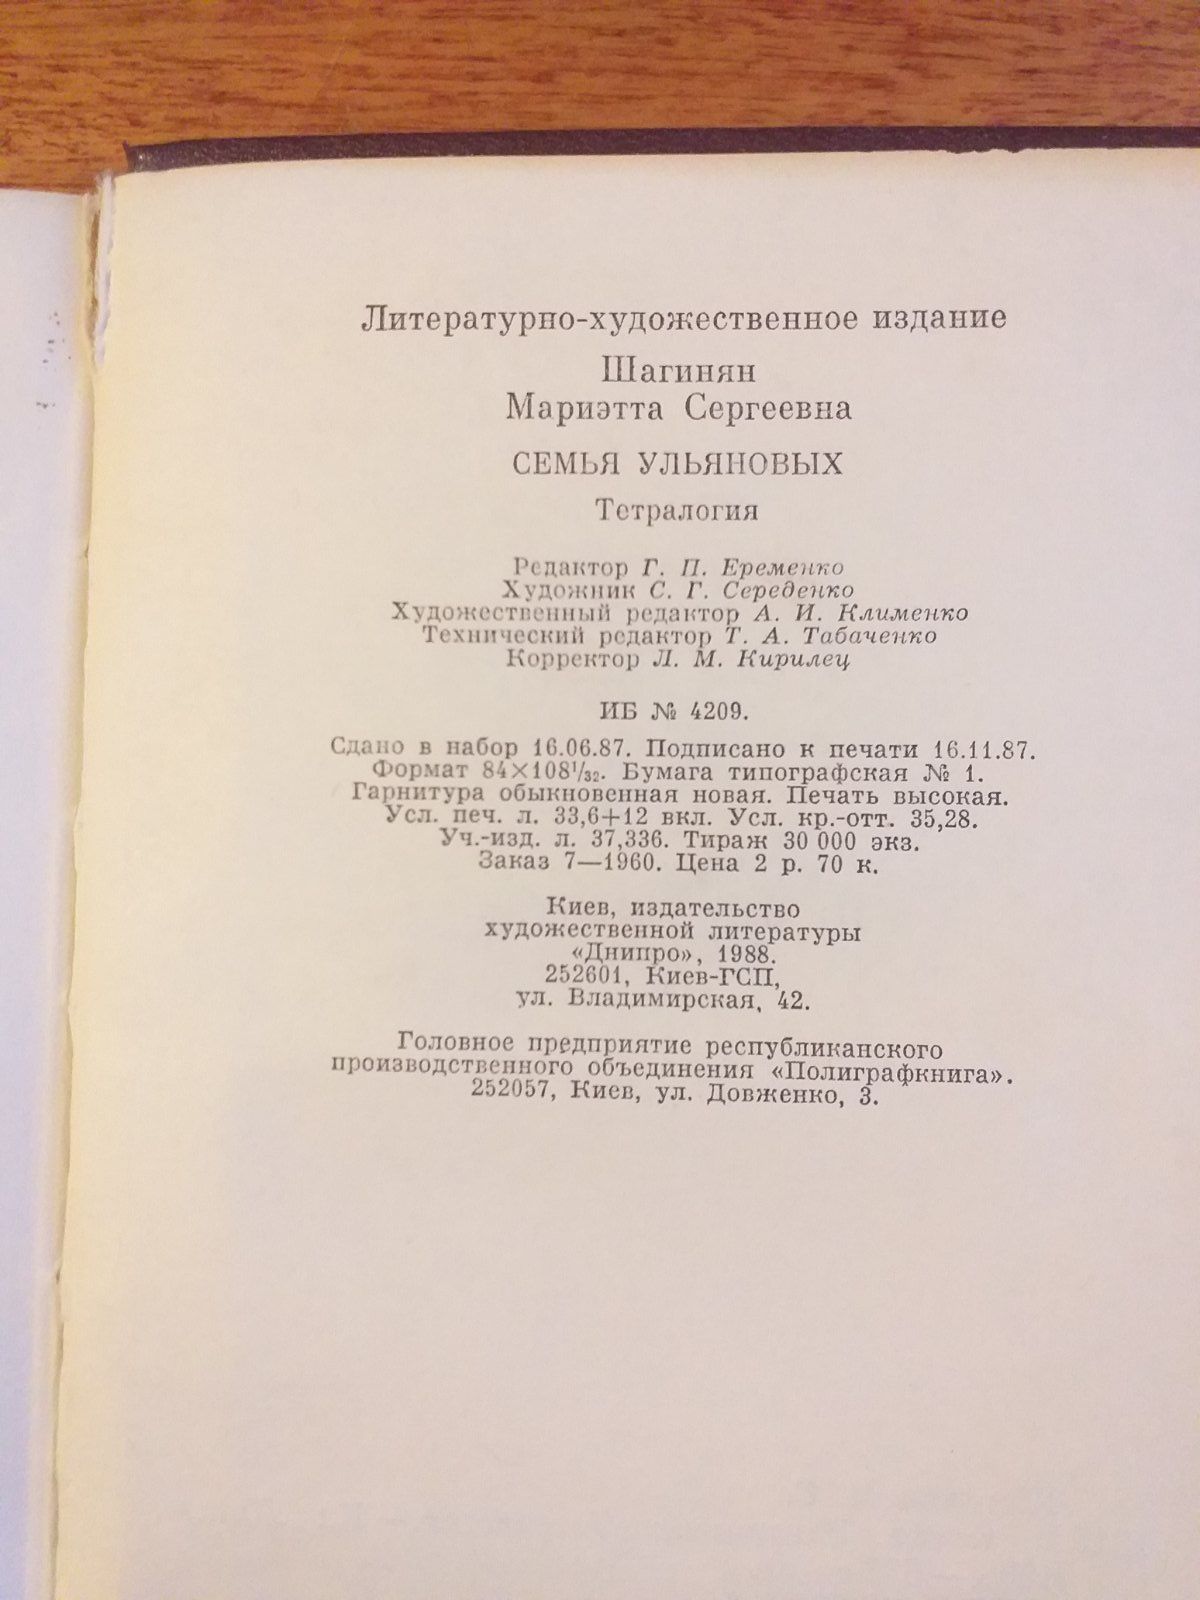 Литературно-художественное издание
Шагинян
Мариэтта Сергеевна
СЕМЬЯ УЛЬЯНОВЫХ
Тетралогия
Редактор Г. П. Еременко
Художник С. Г. Середенко
Художественный редактор А. И. Клименко
Технический редактор Т. А. Табаченко
Корректор Л. М. Кирилец
ИБ № 4209.
Сдано в набор 16.06.87. Подписано к печати 16.11.87.
Формат 84×108¹/₃₂. Бумага типографская № 1.
Гарнитура обыкновенная новая. Печать высокая.
Усл. печ. л. 33,6+12 вкл. Усл. кр.-отт. 35,28.
Уч.-изд. л. 37,336. Тираж 30 000 экз.
Заказ 7—1960. Цена 2 р. 70 к.
Киев, издательство
художественной литературы
«Днипро», 1988.
252601, Киев-ГСП,
ул. Владимирская, 42.
Головное предприятие республиканского
производственного объединения «Полиграфкнига».
252057, Киев, ул. Довженко, 3.